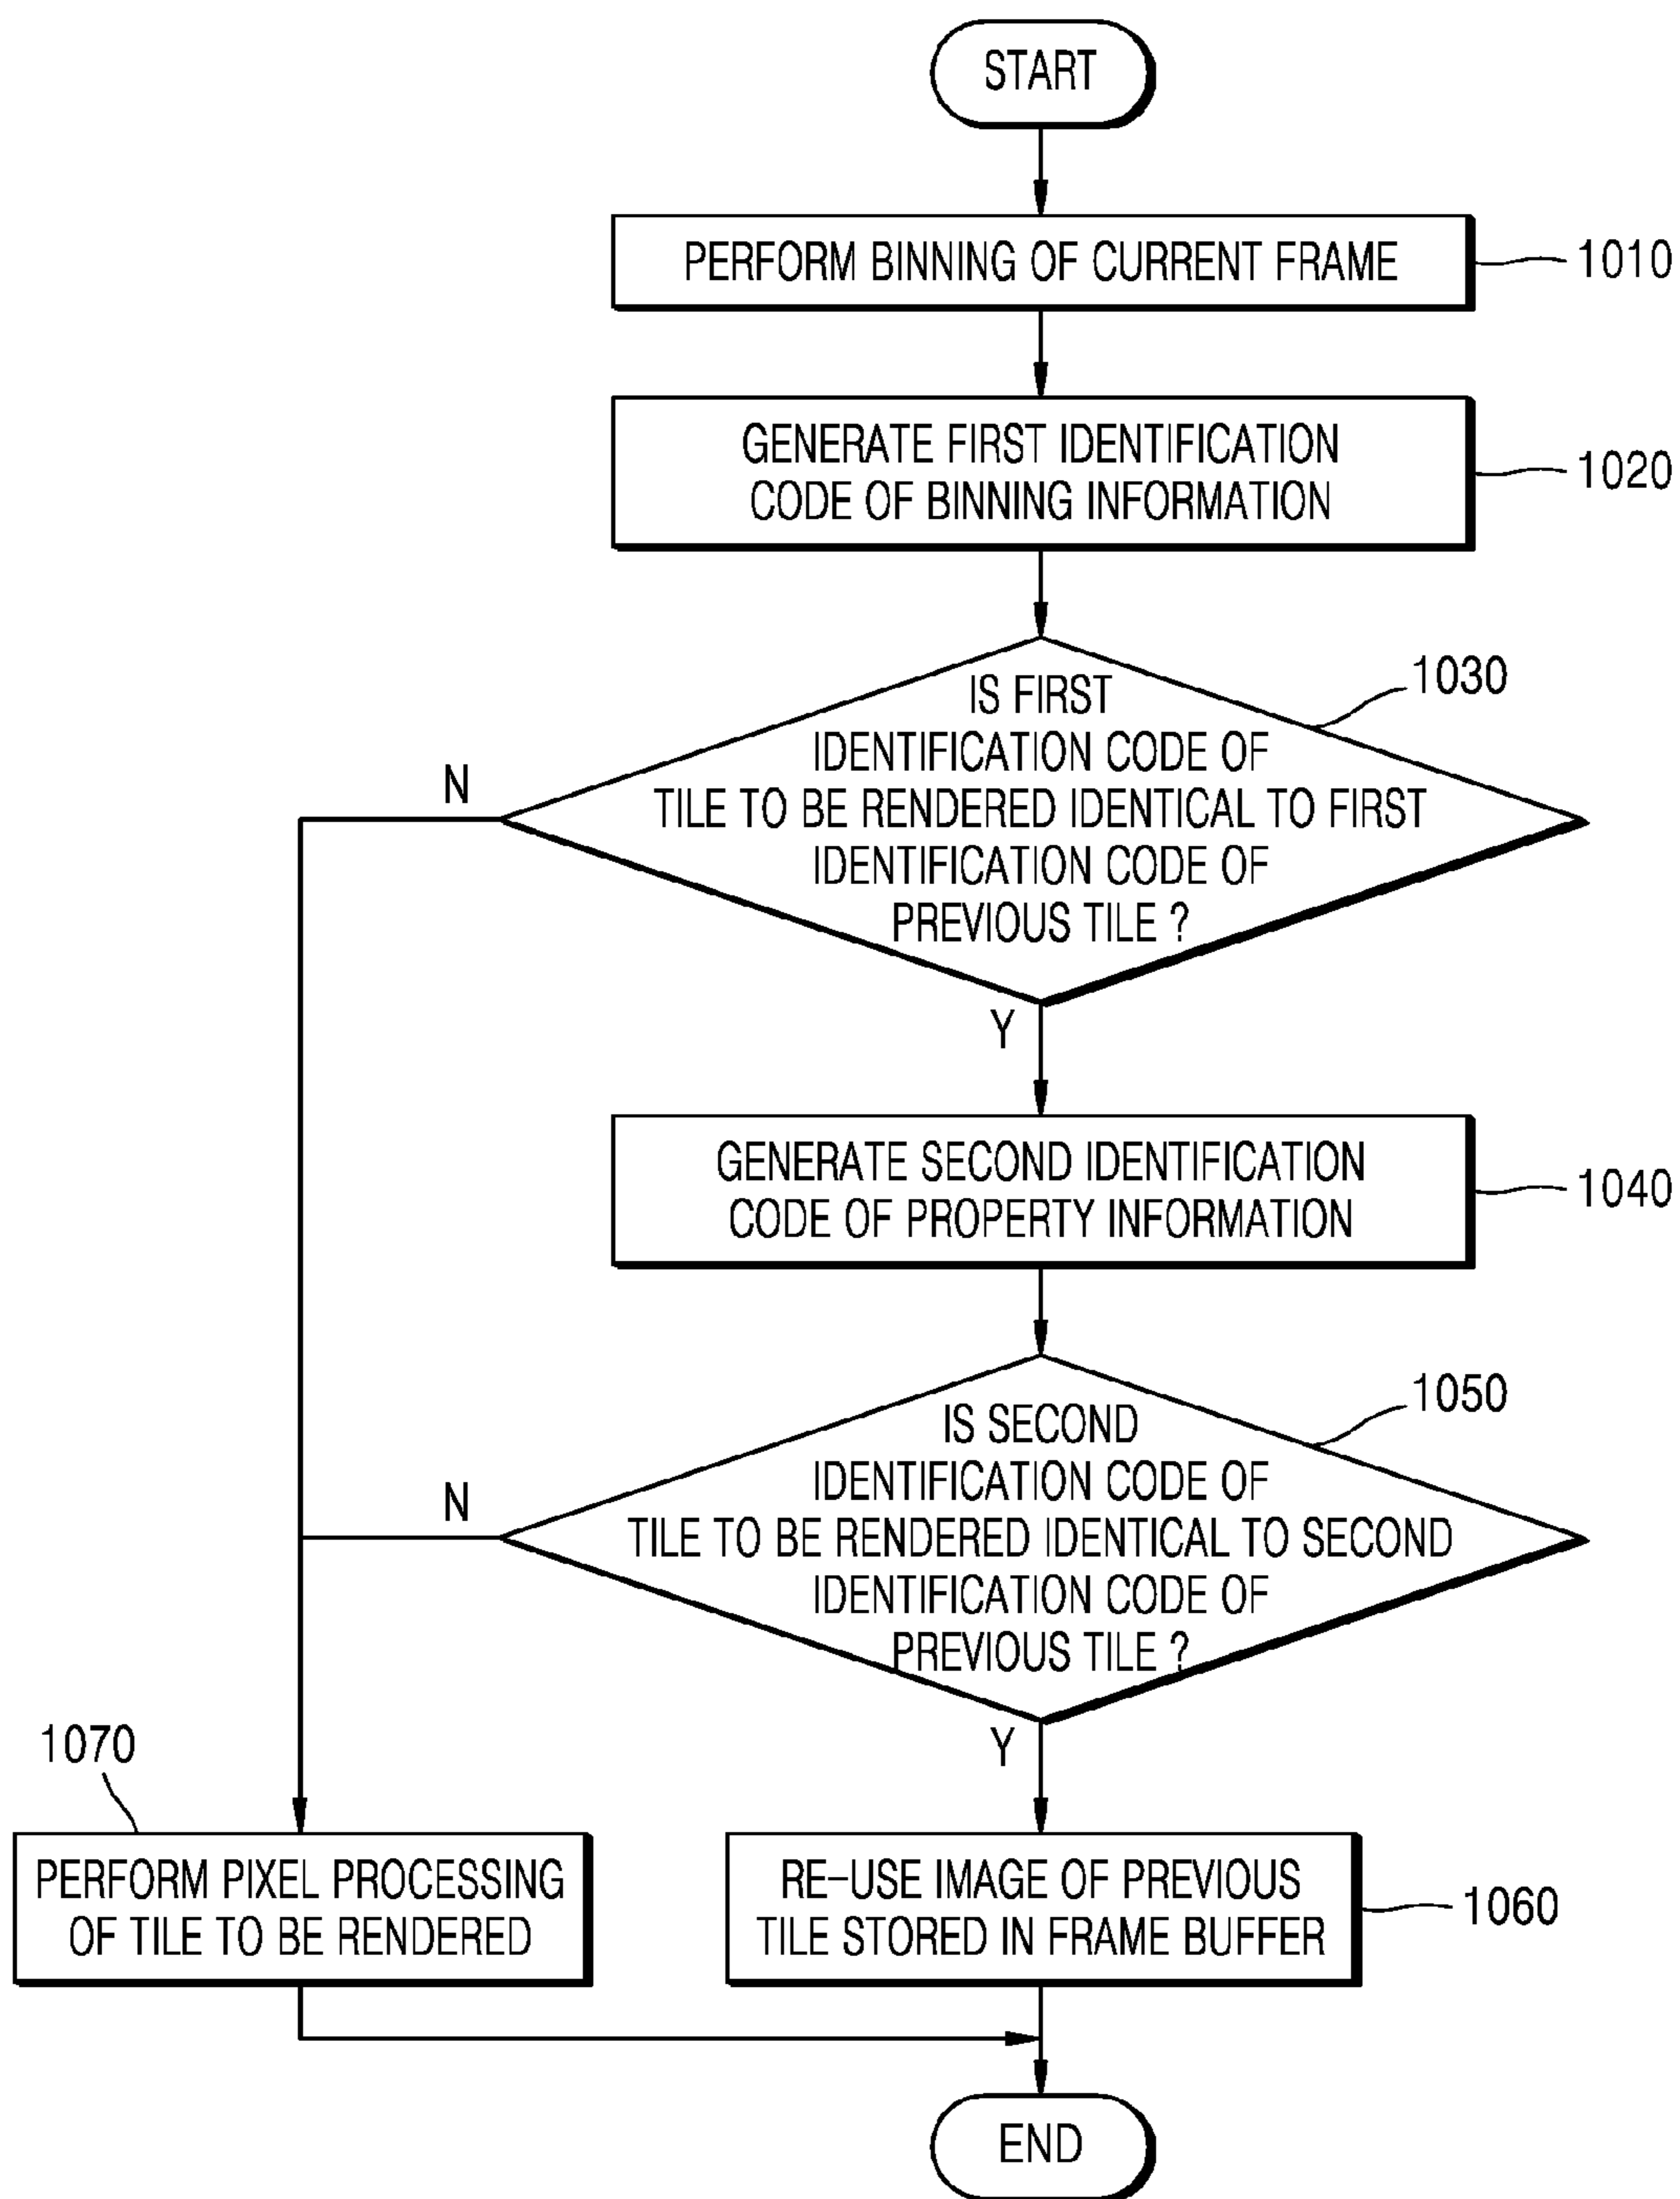 START
PERFORM BINNING OF CURRENT FRAME
1010
GENERATE FIRST IDENTIFICATION
CODE OF BINNING INFORMATION
1020
IS FIRST
IDENTIFICATION CODE OF
TILE TO BE RENDERED IDENTICAL TO FIRST
IDENTIFICATION CODE OF
PREVIOUS TILE ?
1030
N
Y
GENERATE SECOND IDENTIFICATION
CODE OF PROPERTY INFORMATION
1040
IS SECOND
IDENTIFICATION CODE OF
TILE TO BE RENDERED IDENTICAL TO SECOND
IDENTIFICATION CODE OF
PREVIOUS TILE ?
1050
N
Y
1070
PERFORM PIXEL PROCESSING
OF TILE TO BE RENDERED
RE-USE IMAGE OF PREVIOUS
TILE STORED IN FRAME BUFFER
1060
END